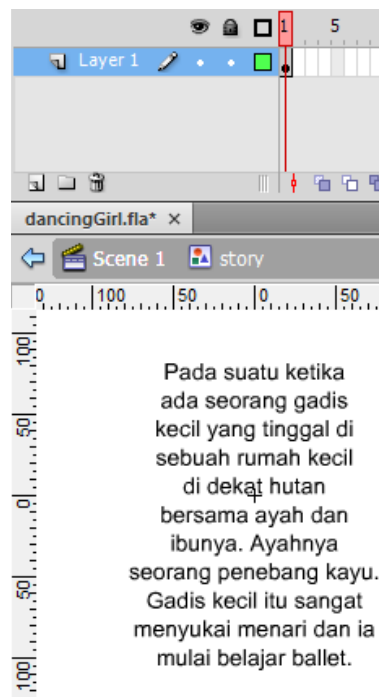 1 5
Layer 1
dancingGirl.fla* ×
Scene 1 story
0 100 50 0 50
100
50
0
50
100
Pada suatu ketika
ada seorang gadis
kecil yang tinggal di
sebuah rumah kecil
di dekat hutan
bersama ayah dan
ibunya. Ayahnya
seorang penebang kayu.
Gadis kecil itu sangat
menyukai menari dan ia
mulai belajar ballet.